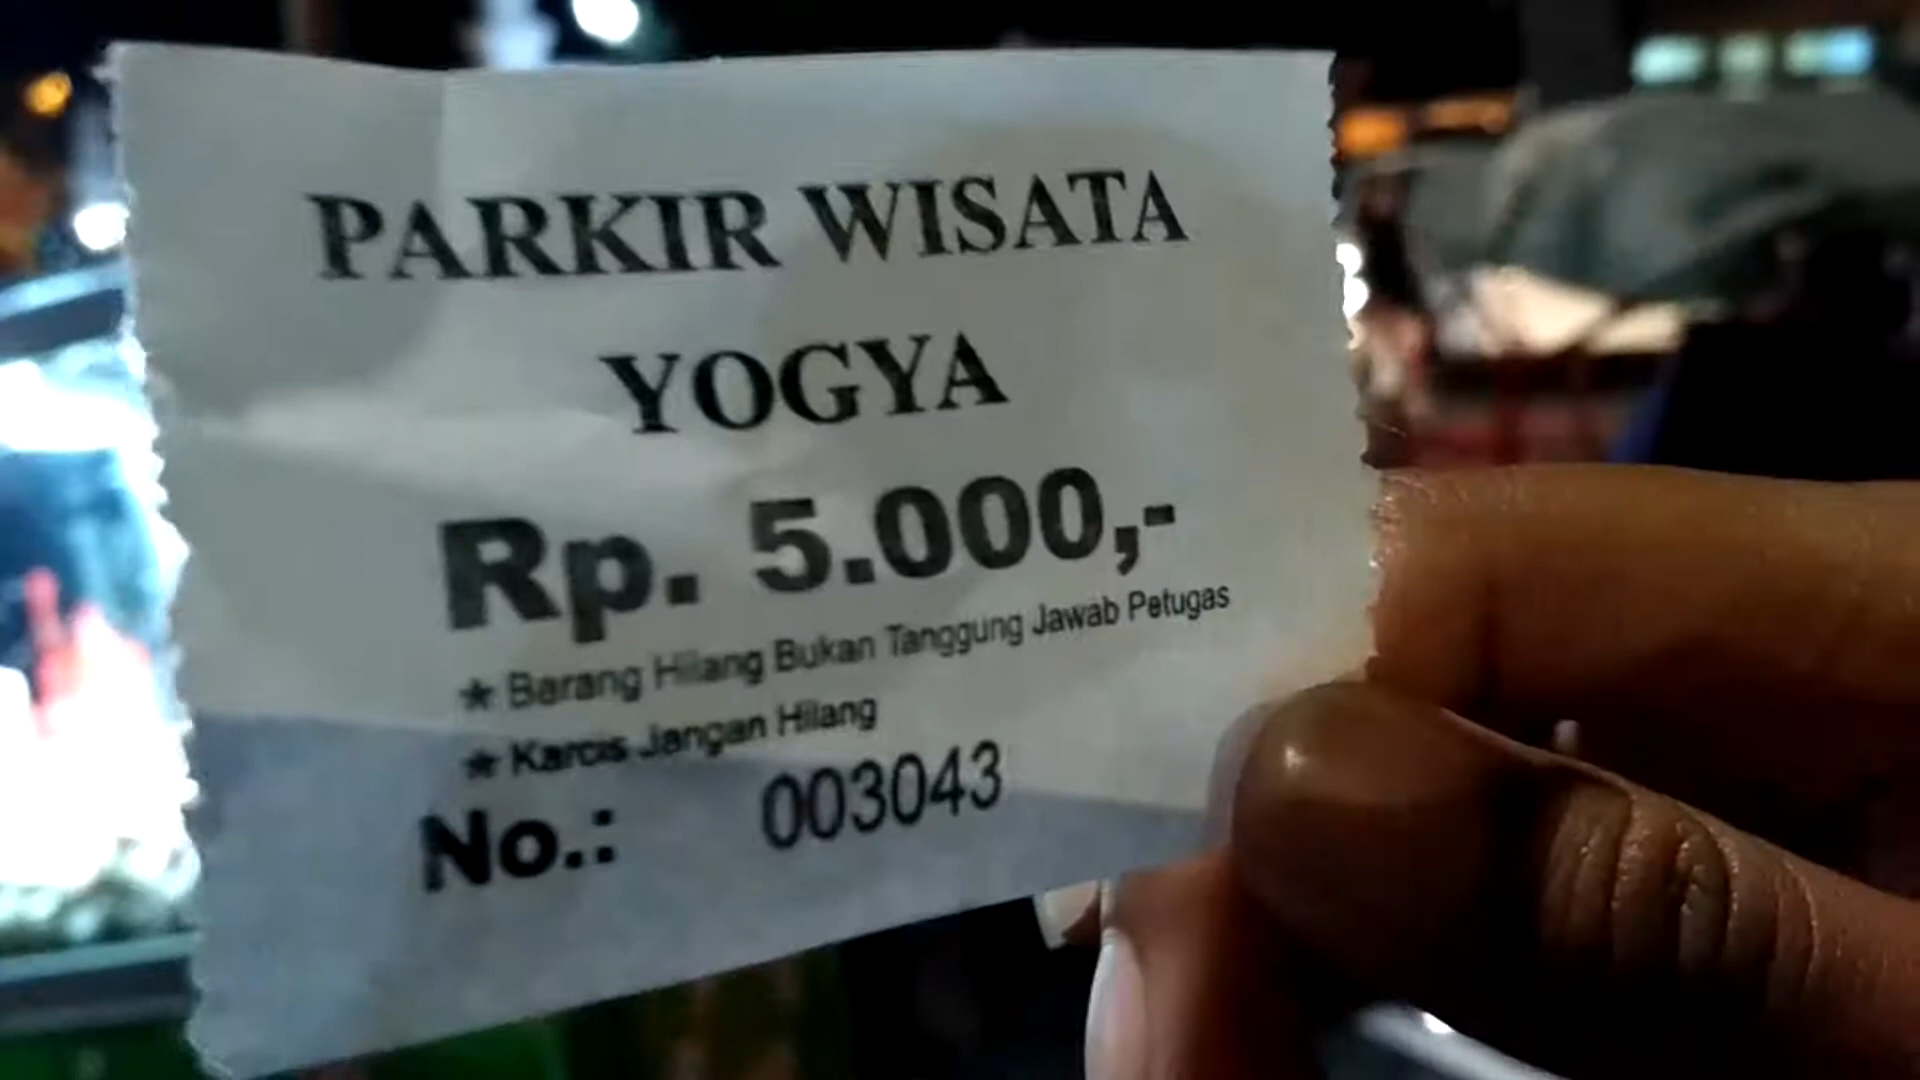 PARKIR WISATA
YOGYA
Rp. 5.000,-
★ Barang Hilang Bukan Tanggung Jawab Petugas
★ Karcis Jangan Hilang
No.: 003043